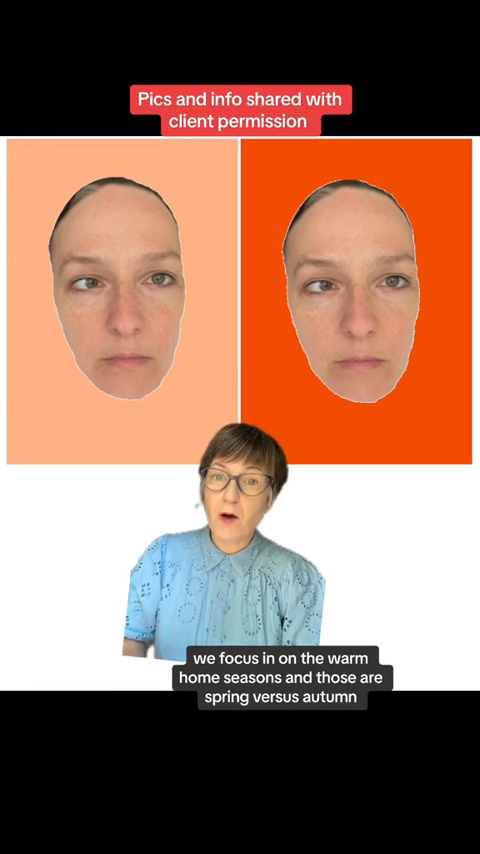 Pics and info shared with
client permission
we focus in on the warm
home seasons and those are
spring versus autumn